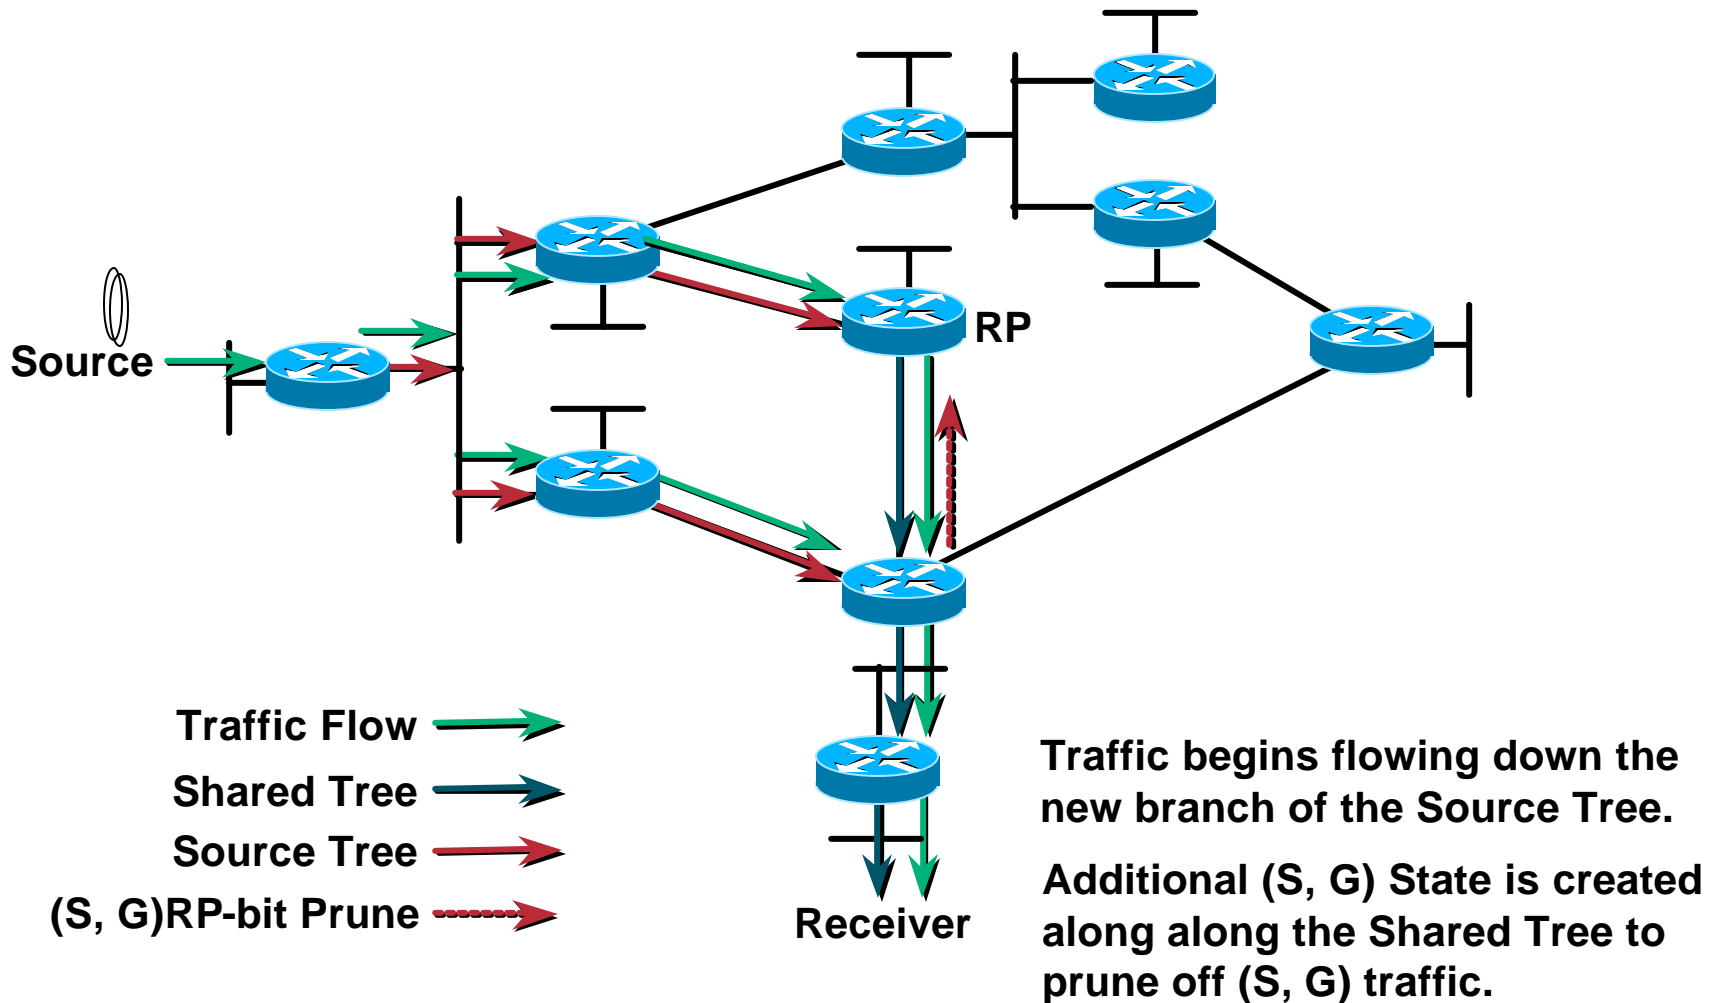 RP
Source
Traffic Flow
Shared Tree
Source Tree
(S, G)RP-bit Prune
Receiver
Traffic begins flowing down the
new branch of the Source Tree.
Additional (S, G) State is created
along along the Shared Tree to
prune off (S, G) traffic.